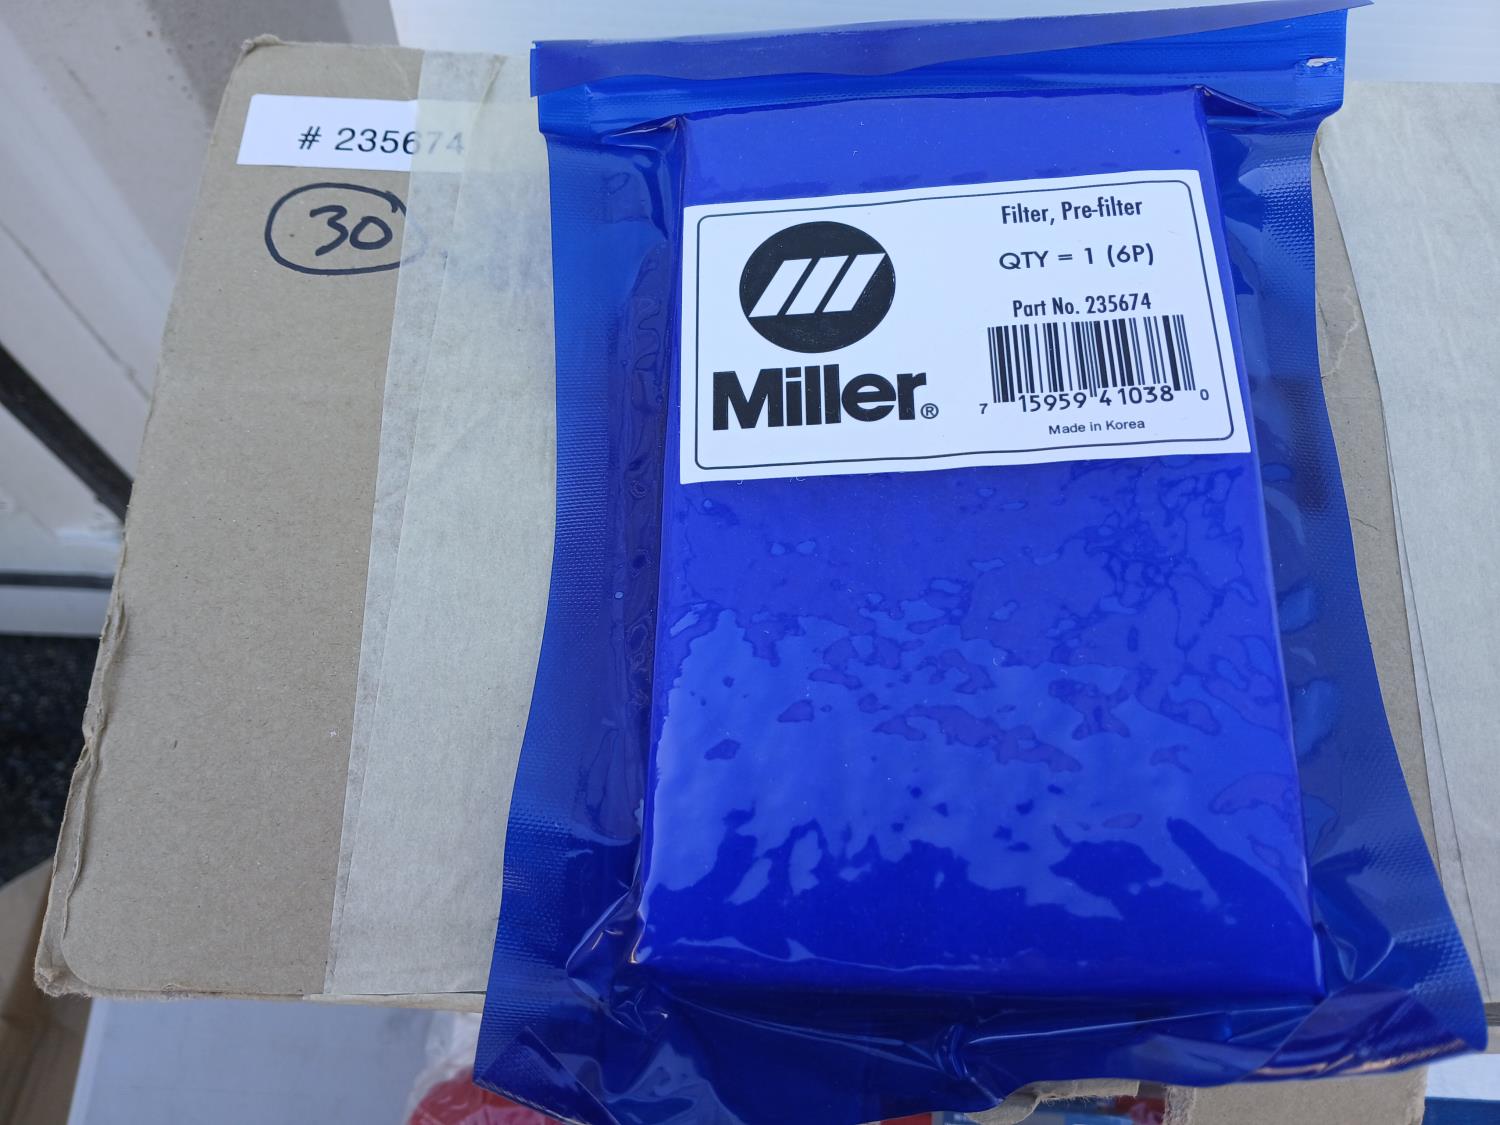 # 235674
30
Miller®
Filter, Pre-filter
QTY = 1 (6P)
Part No. 235674
7 15959 41038 0
Made in Korea